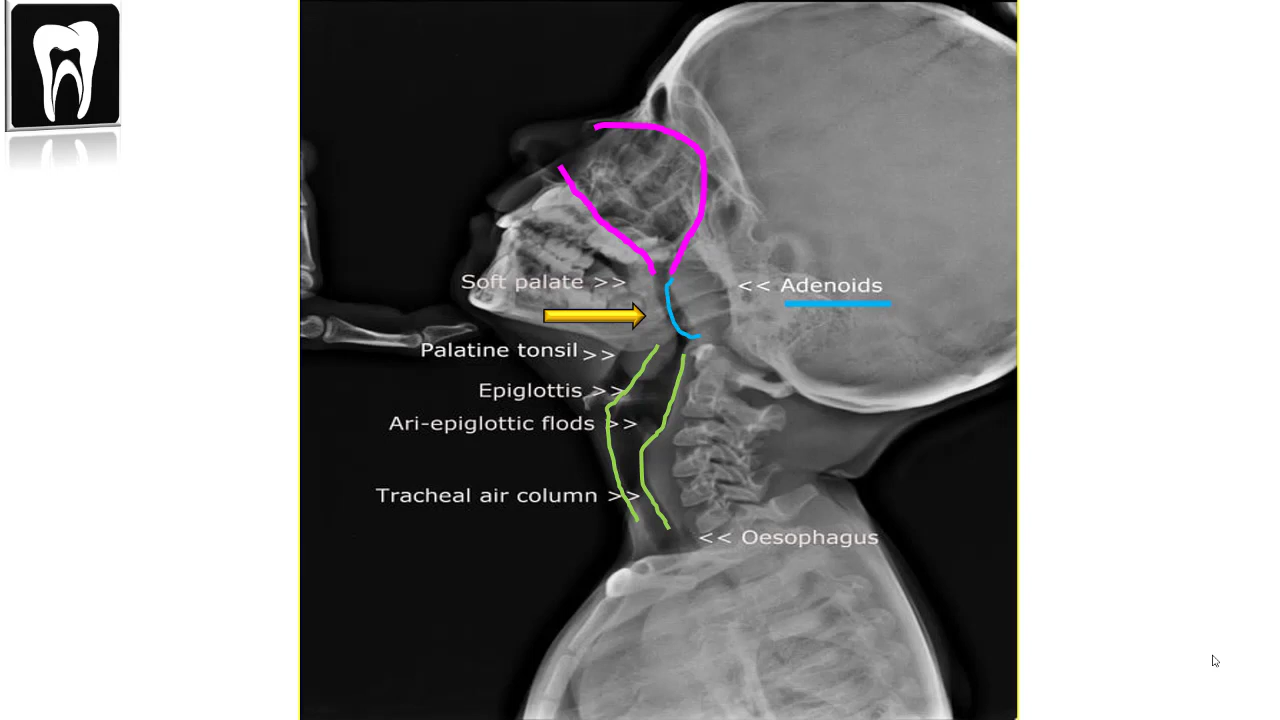 Soft palate >>
<< Adenoids
Palatine tonsil >>
Epiglottis >>
Ari-epiglottic flods >>
Tracheal air column >>
<< Oesophagus